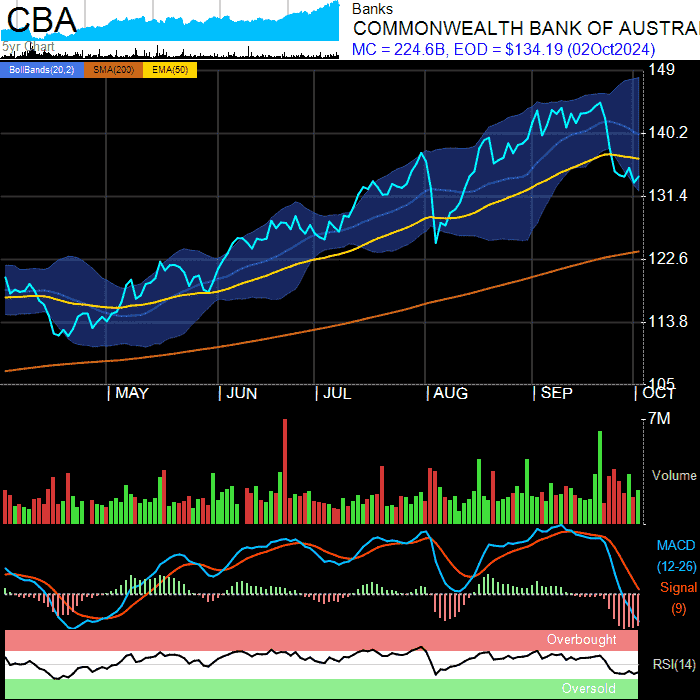 CBA
5yr Chart
Banks
COMMONWEALTH BANK OF AUSTRA
MC = 224.6B, EOD = $134.19 (02Oct2024)
BollBands(20,2) SMA(200) EMA(50)
149
140.2
131.4
122.6
113.8
105
MAY JUN JUL AUG SEP OCT
7M
Volume
MACD
(12-26)
Signal
(9)
Overbought
RSI(14)
Oversold